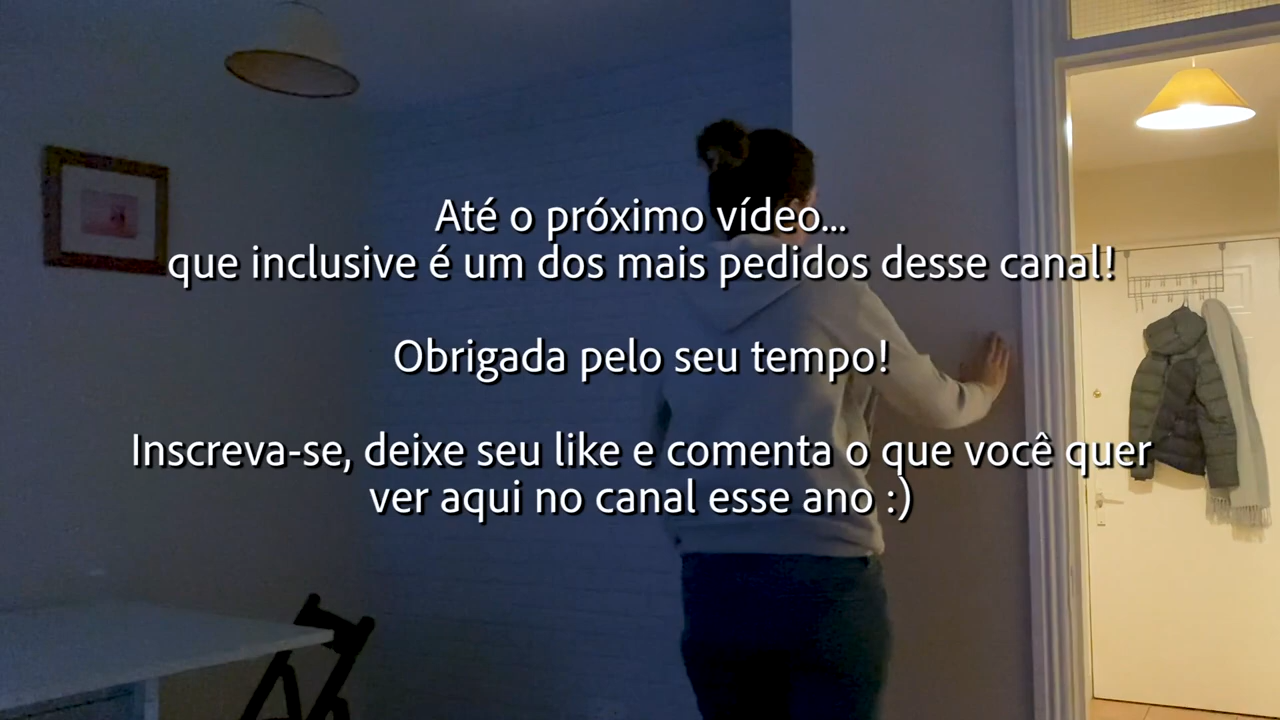 Até o próximo vídeo...
que inclusive é um dos mais pedidos desse canal!
Obrigada pelo seu tempo!
Inscreva-se, deixe seu like e comenta o que você quer
ver aqui no canal esse ano :)